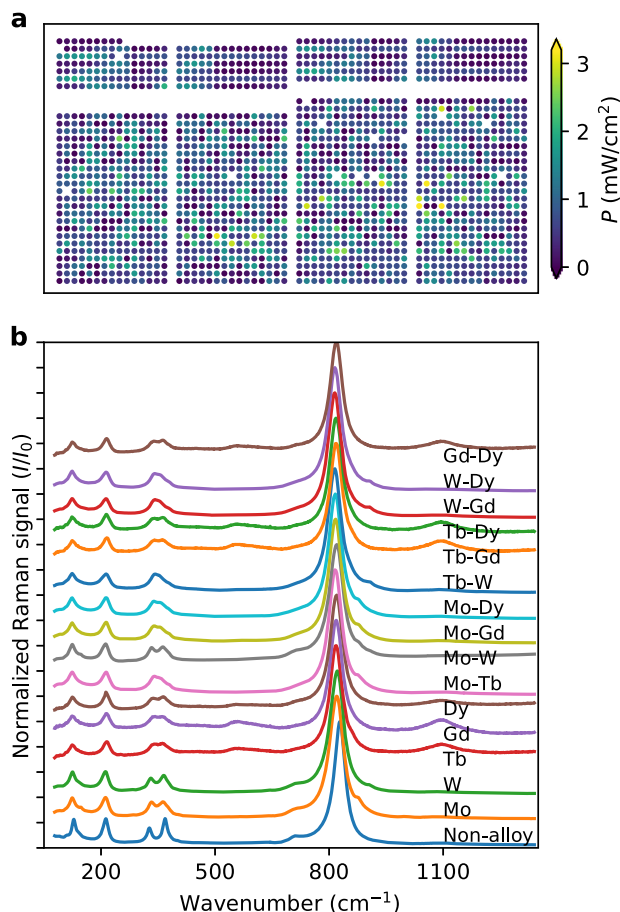 a
3
2
1
0
P (mW/cm²)
b
Normalized Raman signal (I/I₀)
Gd-Dy
W-Dy
W-Gd
Tb-Dy
Tb-Gd
Tb-W
Mo-Dy
Mo-Gd
Mo-W
Mo-Tb
Dy
Gd
Tb
W
Mo
Non-alloy
200 500 800 1100
Wavenumber (cm⁻¹)